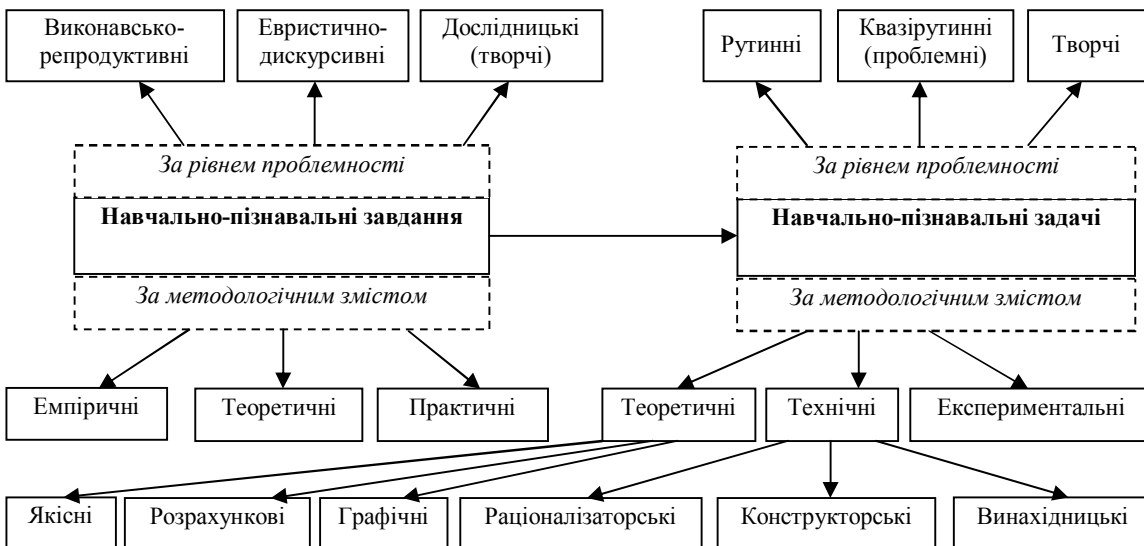 Виконавсько-
репродуктивні
Евристично-
дискурсивні
Дослідницькі
(творчі)
Рутинні
Квазірутинні
(проблемні)
Творчі
За рівнем проблемності
За рівнем проблемності
Навчально-пізнавальні завдання
Навчально-пізнавальні задачі
За методологічним змістом
За методологічним змістом
Емпіричні
Теоретичні
Практичні
Теоретичні
Технічні
Експериментальні
Якісні
Розрахункові
Графічні
Раціоналізаторські
Конструкторські
Винахідницькі